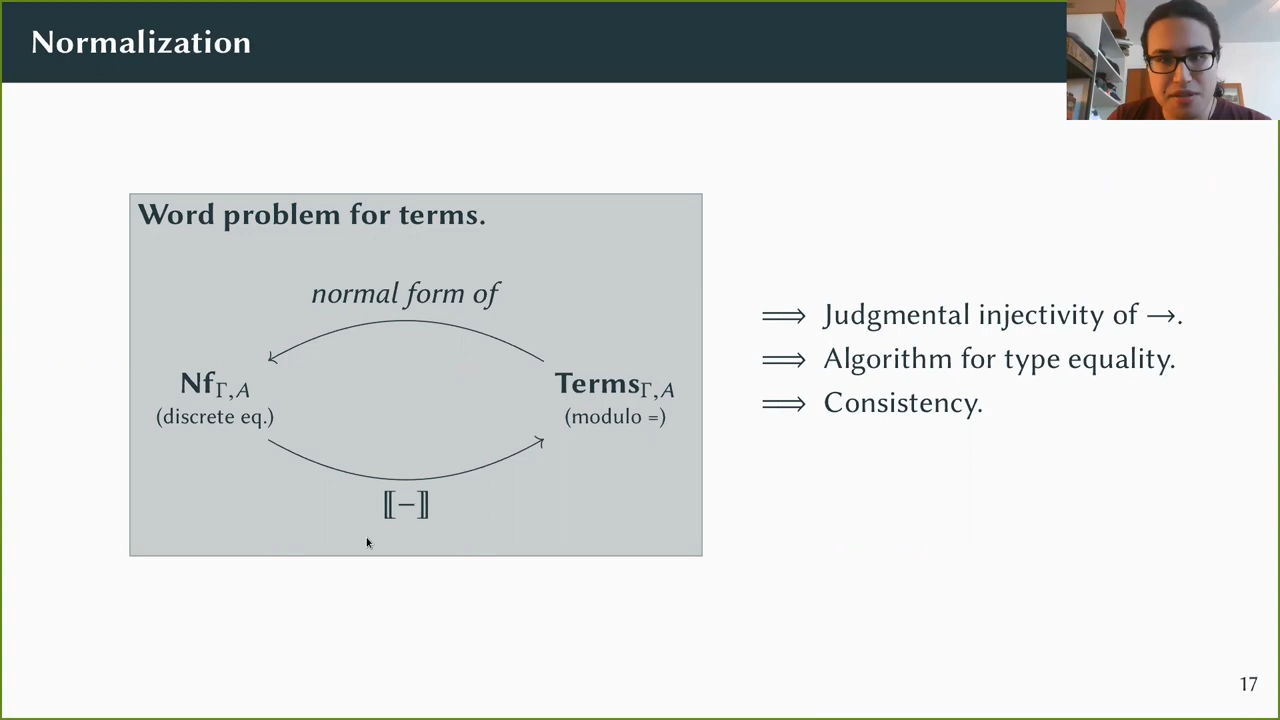 Normalization
Word problem for terms.
normal form of
Nf_Γ,A
(discrete eq.)
Terms_Γ,A
(modulo =)
⟦−⟧
⟹ Judgmental injectivity of →.
⟹ Algorithm for type equality.
⟹ Consistency.
17